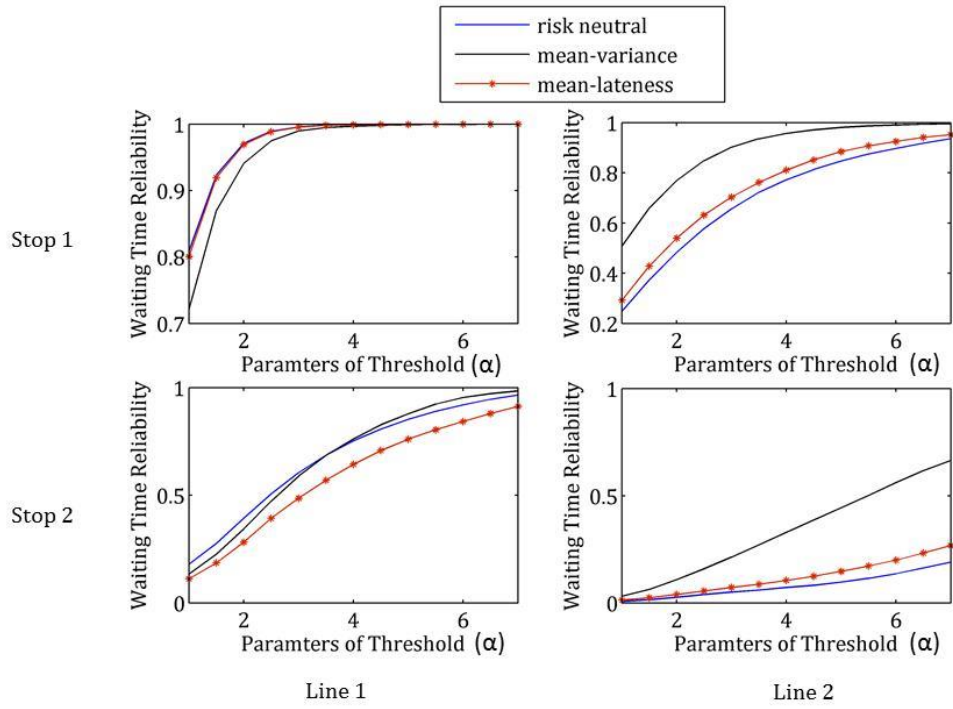 risk neutral
mean-variance
mean-lateness
Stop 1
Waiting Time Reliability
1
0.9
0.8
0.7
2
4
6
Paramters of Threshold (α)
Waiting Time Reliability
1
0.8
0.6
0.4
0.2
2
4
6
Paramters of Threshold (α)
Stop 2
Waiting Time Reliability
1
0.5
0
2
4
6
Paramters of Threshold (α)
Waiting Time Reliability
1
0.5
0
2
4
6
Paramters of Threshold (α)
Line 1
Line 2